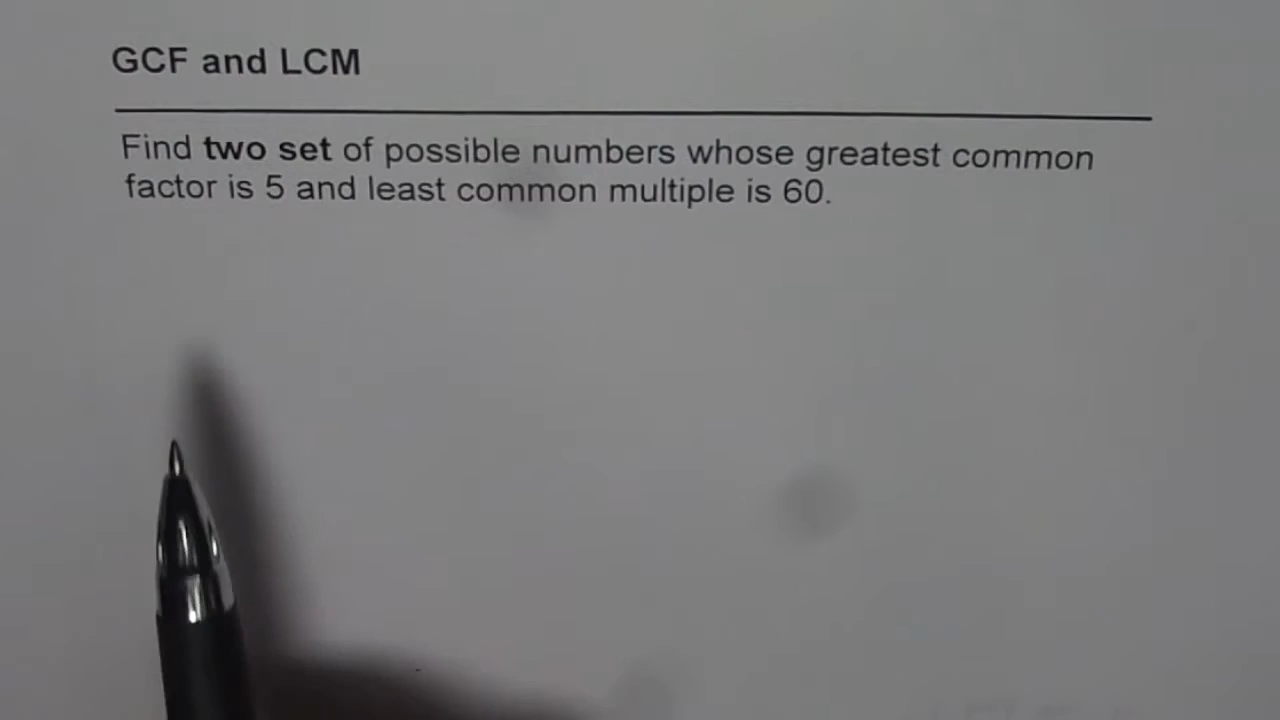 GCF and LCM
Find two set of possible numbers whose greatest common
factor is 5 and least common multiple is 60.